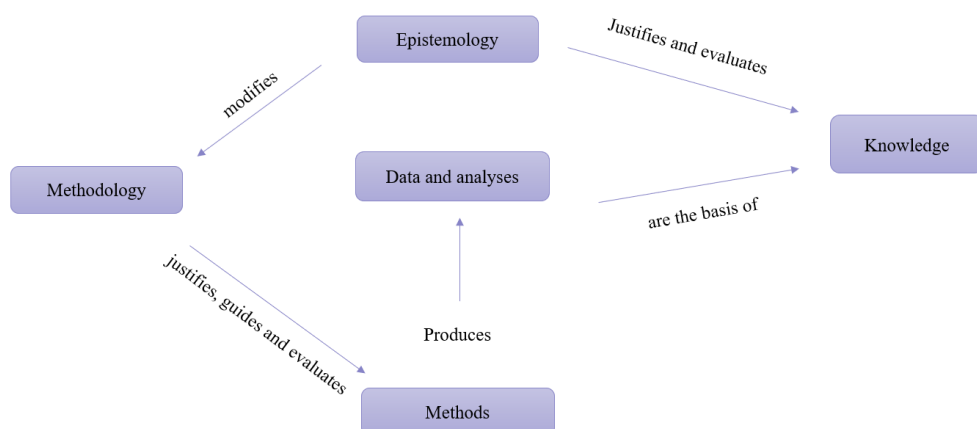 Epistemology
Justifies and evaluates
modifies
Knowledge
Data and analyses
Methodology
are the basis of
justifies, guides and evaluates
Produces
Methods